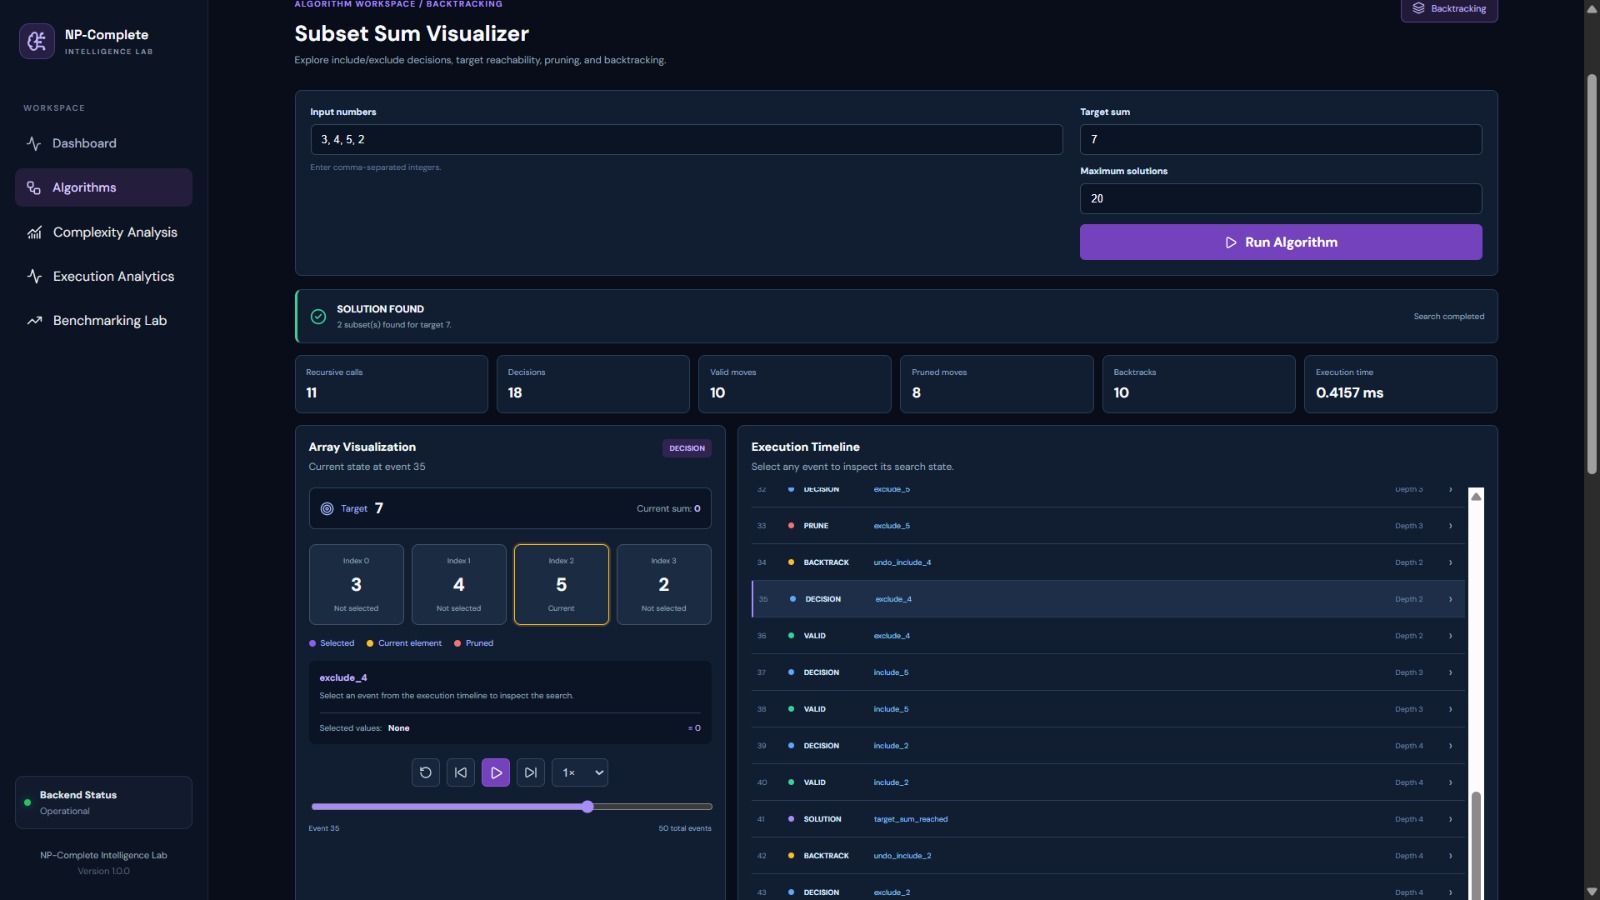 NP-Complete
INTELLIGENCE LAB
WORKSPACE
Dashboard
Algorithms
Complexity Analysis
Execution Analytics
Benchmarking Lab
Backend Status
Operational
NP-Complete Intelligence Lab
Version 1.0.0
ALGORITHM WORKSPACE / BACKTRACKING
Subset Sum Visualizer
Explore include/exclude decisions, target reachability, pruning, and backtracking.
Backtracking
Input numbers
3, 4, 5, 2
Enter comma-separated integers.
Target sum
7
Maximum solutions
20
Run Algorithm
SOLUTION FOUND
2 subset(s) found for target 7.
Search completed
Recursive calls
11
Decisions
18
Valid moves
10
Pruned moves
8
Backtracks
10
Execution time
0.4157 ms
Array Visualization
DECISION
Current state at event 35
Target 7
Current sum: 0
Index 0
3
Not selected
Index 1
4
Not selected
Index 2
5
Current
Index 3
2
Not selected
Selected Current element Pruned
exclude_4
Select an event from the execution timeline to inspect the search.
Selected values: None = 0
1×
Event 35 50 total events
Execution Timeline
Select any event to inspect its search state.
32 DECISION exclude_5 Depth 3
33 PRUNE exclude_5 Depth 3
34 BACKTRACK undo_include_4 Depth 2
35 DECISION exclude_4 Depth 2
36 VALID exclude_4 Depth 2
37 DECISION include_5 Depth 3
38 VALID include_5 Depth 3
39 DECISION include_2 Depth 4
40 VALID include_2 Depth 4
41 SOLUTION target_sum_reached Depth 4
42 BACKTRACK undo_include_2 Depth 4
43 DECISION exclude_2 Depth 4